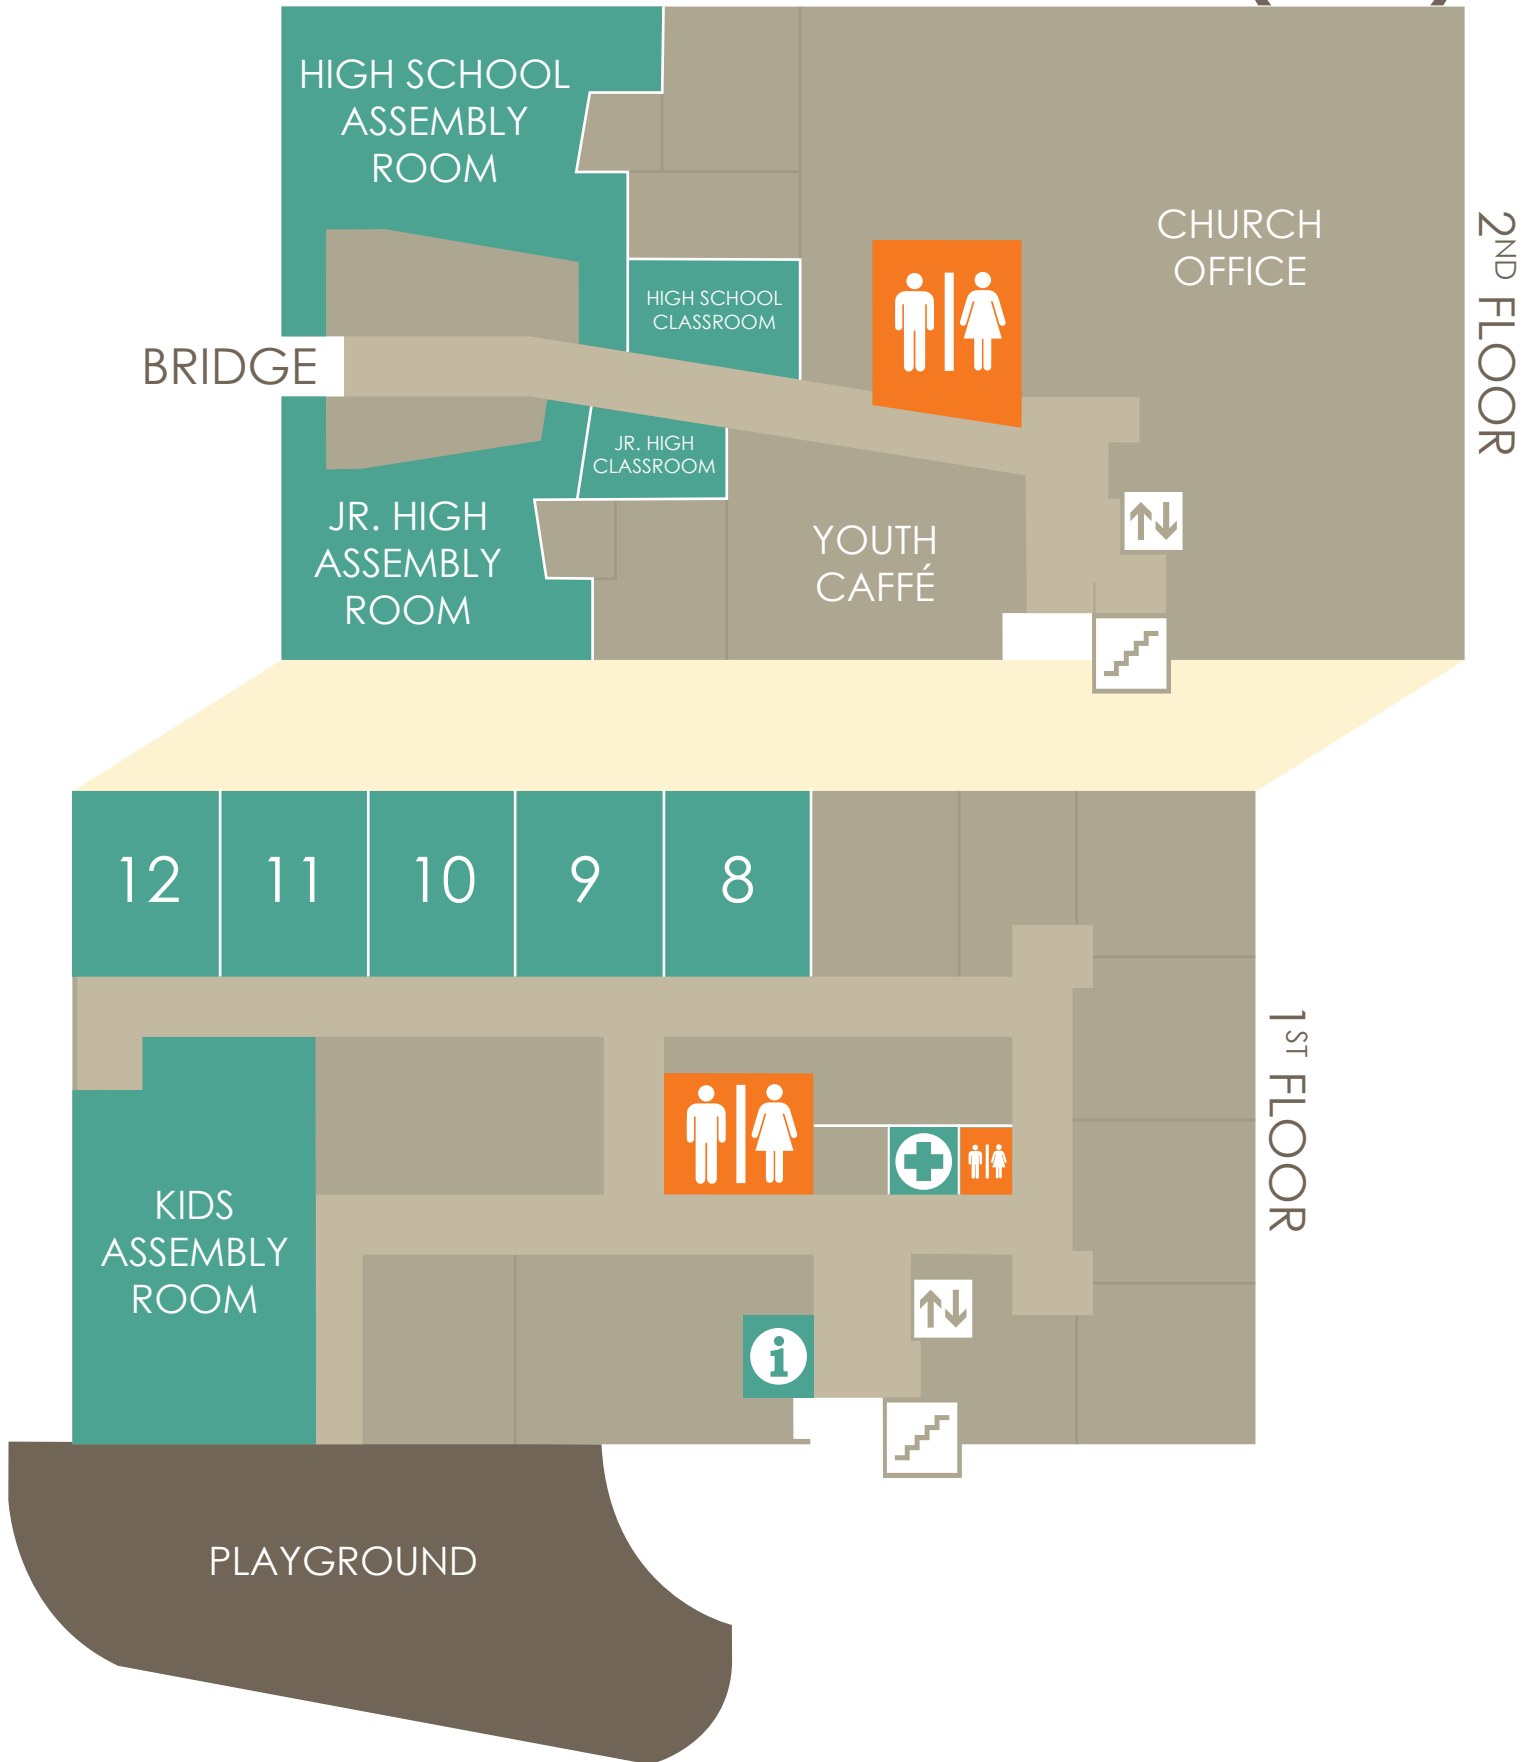 HIGH SCHOOL
ASSEMBLY
ROOM
CHURCH
OFFICE
2ND FLOOR
HIGH SCHOOL
CLASSROOM
BRIDGE
JR. HIGH
CLASSROOM
JR. HIGH
ASSEMBLY
ROOM
YOUTH
CAFFÉ
12
11
10
9
8
1ST FLOOR
KIDS
ASSEMBLY
ROOM
i
PLAYGROUND